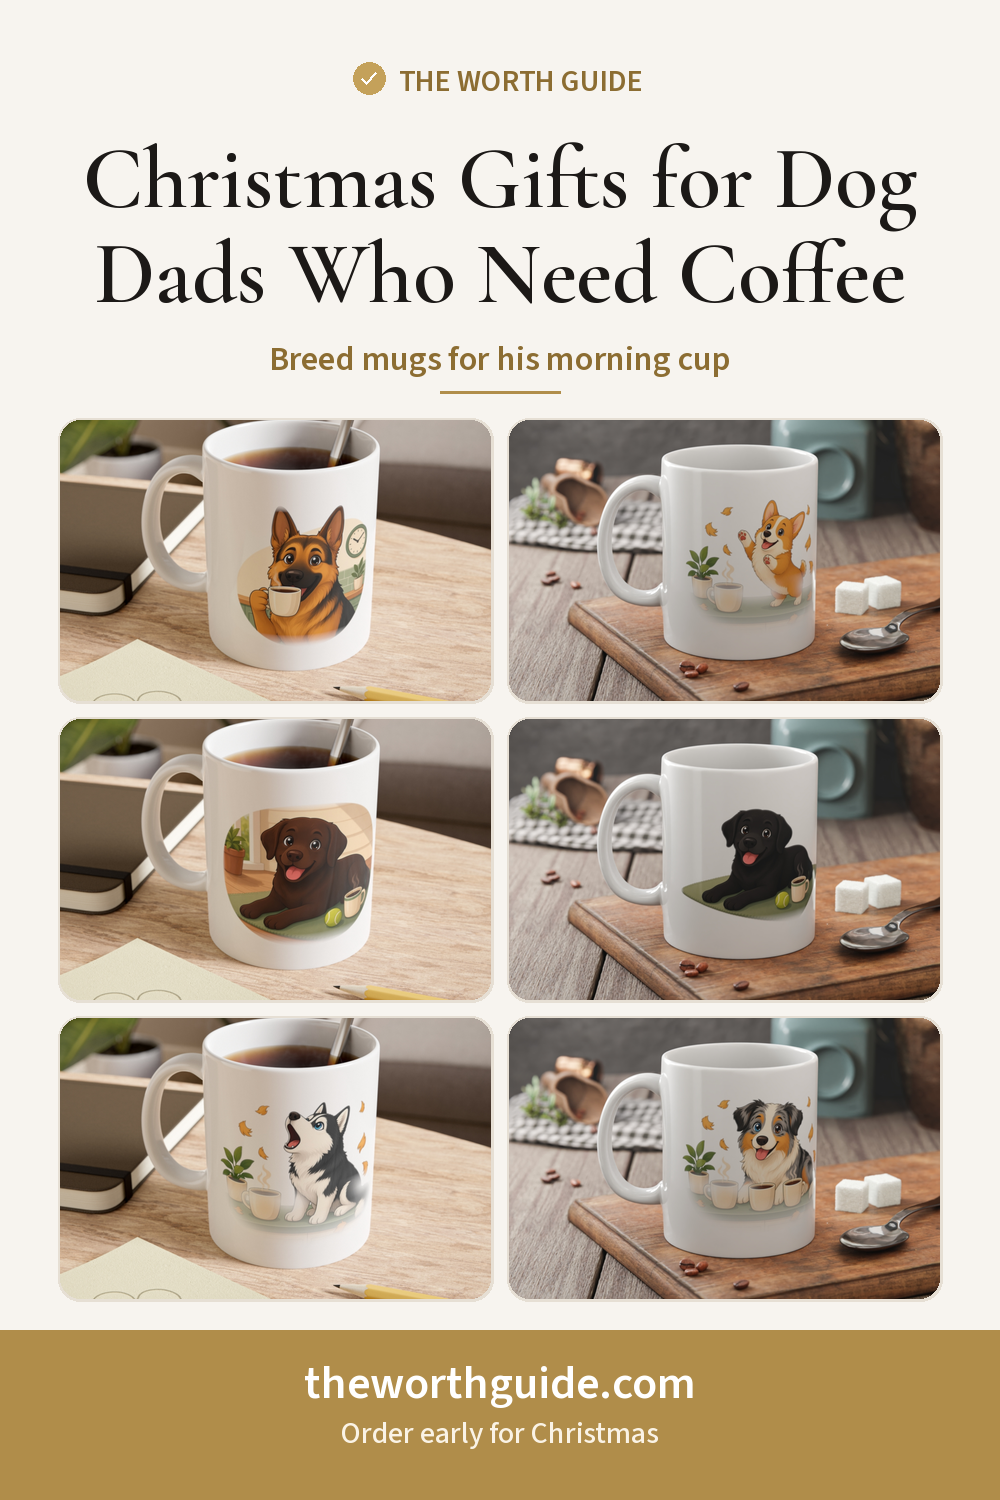 THE WORTH GUIDE
Christmas Gifts for Dog
Dads Who Need Coffee
Breed mugs for his morning cup
theworthguide.com
Order early for Christmas